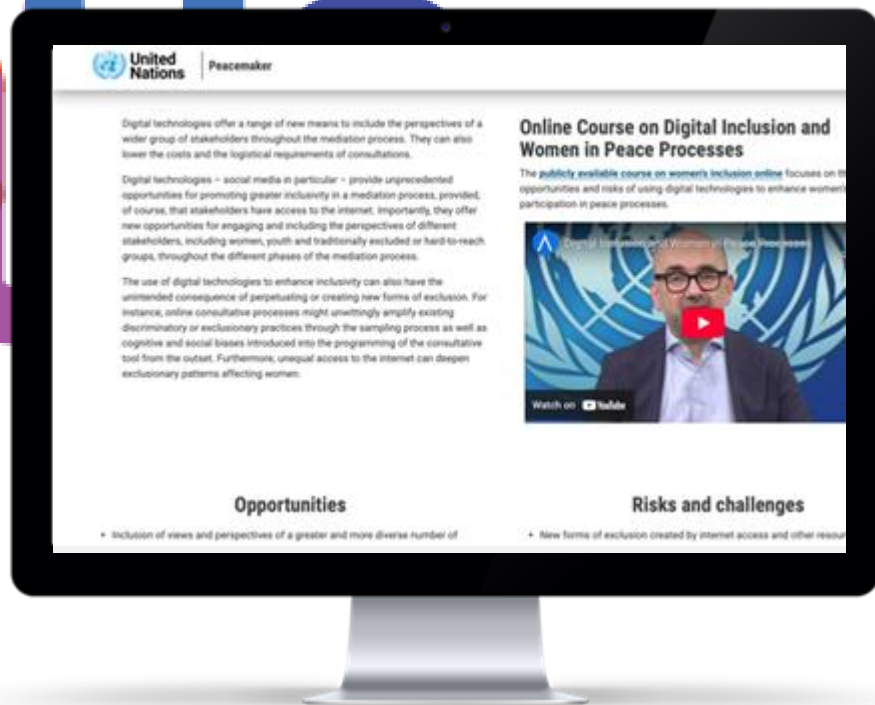 United
Nations
Peacemaker
Digital technologies offer a range of new means to include the perspectives of a
wider group of stakeholders throughout the mediation process. They can also
lower the costs and the logistical requirements of consultations.
Digital technologies – social media in particular – provide unprecedented
opportunities for promoting greater inclusivity in a mediation process, provided,
of course, that stakeholders have access to the internet. Importantly, they offer
new opportunities for engaging and including the perspectives of different
stakeholders, including women, youth and traditionally excluded or hard-to-reach
groups, throughout the different phases of the mediation process.
The use of digital technologies to enhance inclusivity can also have the
unintended consequence of perpetuating or creating new forms of exclusion. For
instance, online consultative processes might unwittingly amplify existing
discriminatory or exclusionary practices through the sampling process as well as
cognitive and social biases introduced into the programming of the consultative
tool from the outset. Furthermore, unequal access to the internet can deepen
exclusionary patterns affecting women:
Online Course on Digital Inclusion and
Women in Peace Processes
The publicly available course on women's inclusion online focuses on th
opportunities and risks of using digital technologies to enhance women's
participation in peace processes.
Digital Inclusion and Women in Peace Processes
Watch on YouTube
Opportunities
• Inclusion of views and perspectives of a greater and more diverse number of
Risks and challenges
• New forms of exclusion created by internet access and other resour